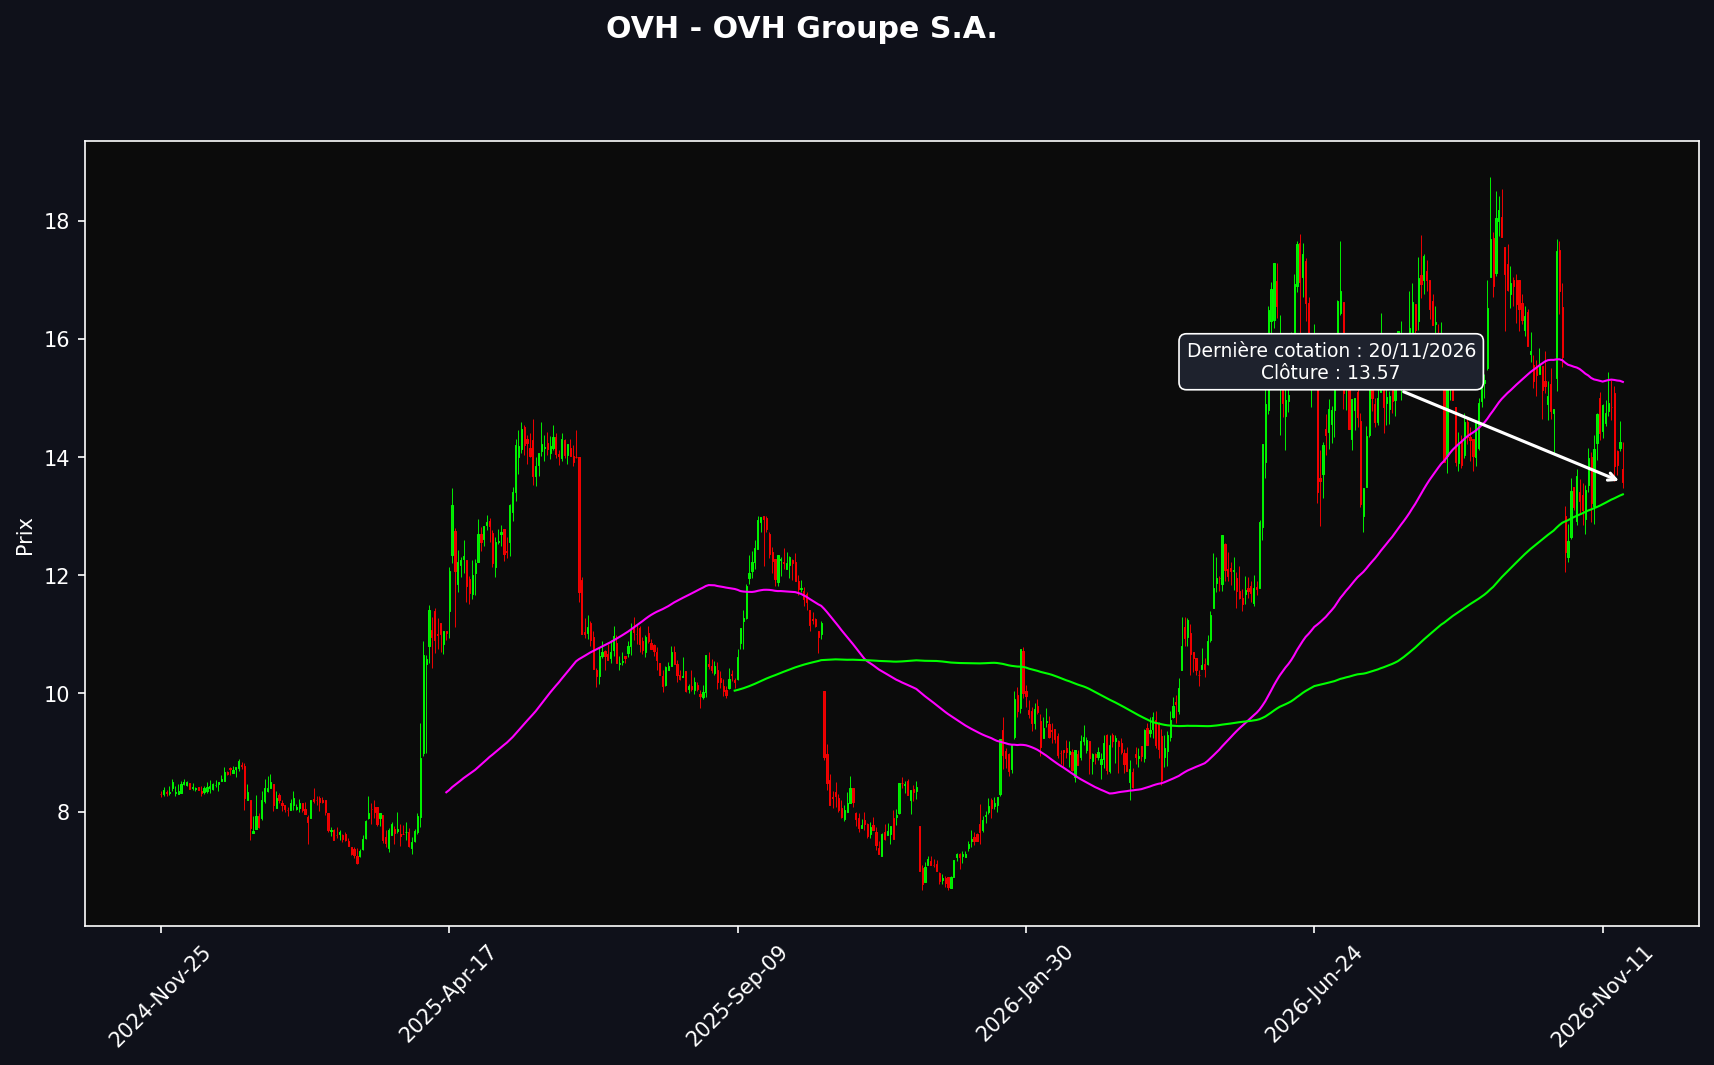 OVH - OVH Groupe S.A.
18
16
14
12
10
8
Prix
Dernière cotation : 20/11/2026
Clôture : 13.57
2024-Nov-25
2025-Apr-17
2025-Sep-09
2026-Jan-30
2026-Jun-24
2026-Nov-11